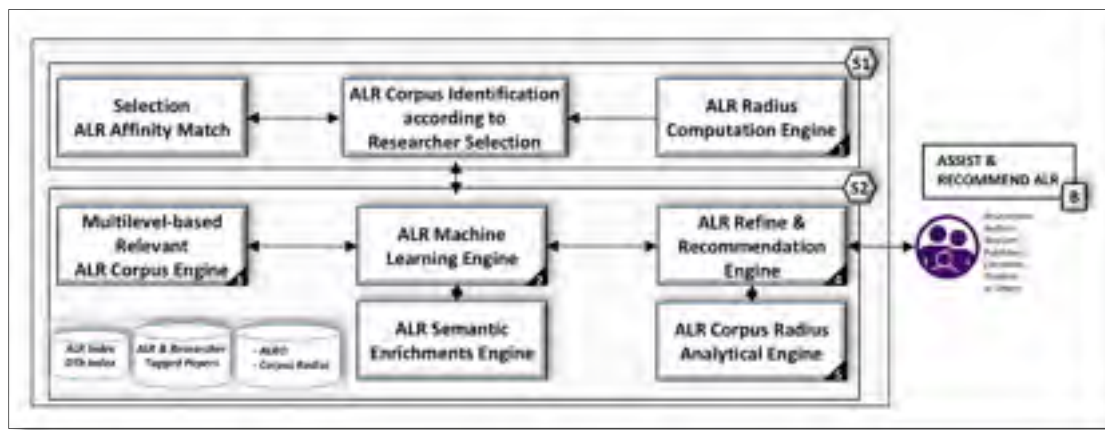 S1
Selection
ALR Affinity Match
ALR Corpus Identification
according to
Researcher Selection
ALR Radius
Computation Engine
S2
Multilevel-based
Relevant
ALR Corpus Engine
ALR Machine
Learning Engine
ALR Refine &
Recommendation
Engine
ALR Semantic
Enrichments Engine
ALR Corpus Radius
Analytical Engine
ALR Index
ALR & Researcher
Tagged Papers
- Corpus Radius
ASSIST &
RECOMMEND ALR